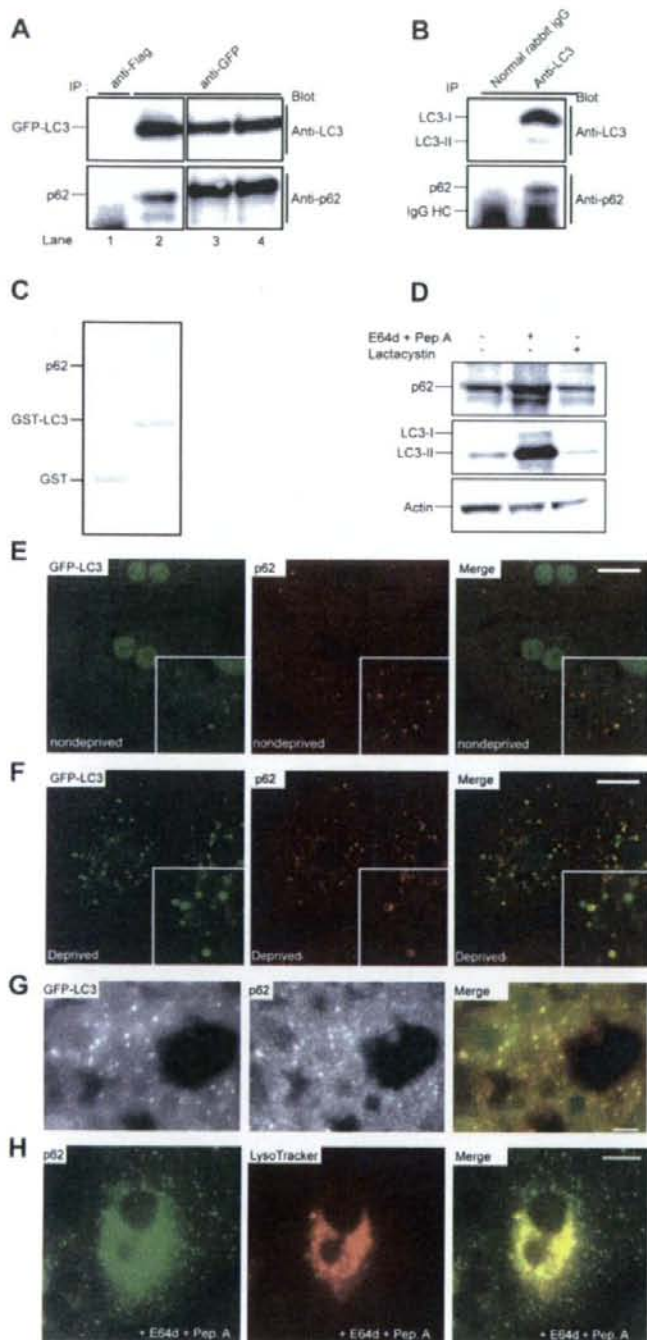 A
IP : anti-Flag anti-GFP
Blot
GFP-LC3 Anti-LC3
p62 Anti-p62
Lane 1 2 3 4
B
IP : Normal rabbit IgG Anti-LC3
Blot
LC3-I
LC3-II Anti-LC3
p62
IgG HC Anti-p62
C
p62
GST-LC3
GST
D
E64d + Pep.A - + -
Lactacystin - - +
p62
LC3-I
LC3-II
Actin
E
GFP-LC3 p62 Merge
nondeprived nondeprived nondeprived
F
GFP-LC3 p62 Merge
Deprived Deprived Deprived
G
GFP-LC3 p62 Merge
H
p62 LysoTracker Merge
+ E64d + Pep. A + E64d + Pep. A + E64d + Pep. A